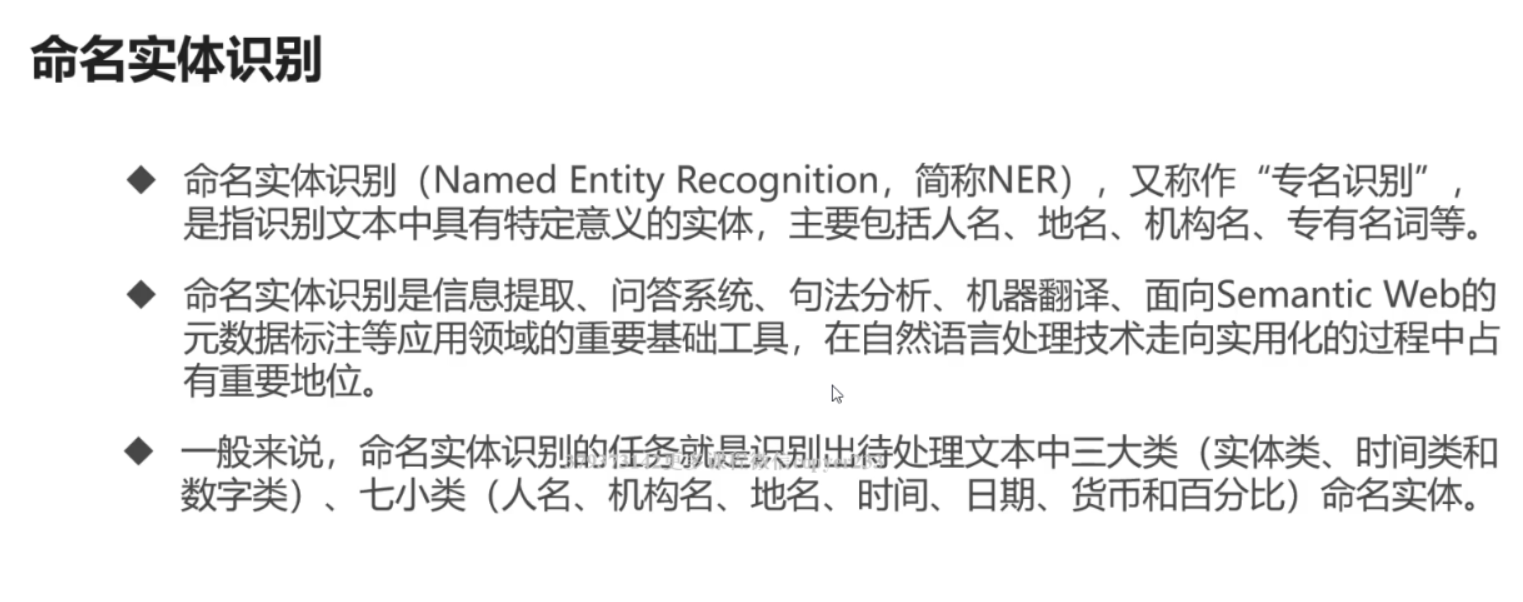 命名实体识别
◆ 命名实体识别（Named Entity Recognition，简称NER），又称作“专名识别”，
是指识别文本中具有特定意义的实体，主要包括人名、地名、机构名、专有名词等。
◆ 命名实体识别是信息提取、问答系统、句法分析、机器翻译、面向Semantic Web的
元数据标注等应用领域的重要基础工具，在自然语言处理技术走向实用化的过程中占
有重要地位。
◆ 一般来说，命名实体识别的任务就是识别出待处理文本中三大类（实体类、时间类和
数字类）、七小类（人名、机构名、地名、时间、日期、货币和百分比）命名实体。